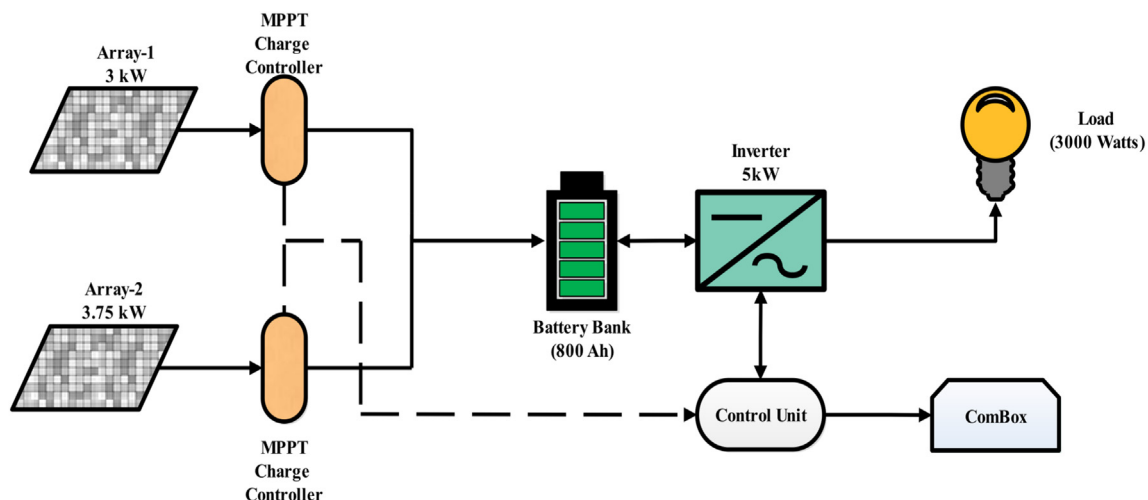 MPPT
Charge
Controller
Array-1
3 kW
Load
(3000 Watts)
Inverter
5kW
Array-2
3.75 kW
Battery Bank
(800 Ah)
Control Unit
ComBox
MPPT
Charge
Controller